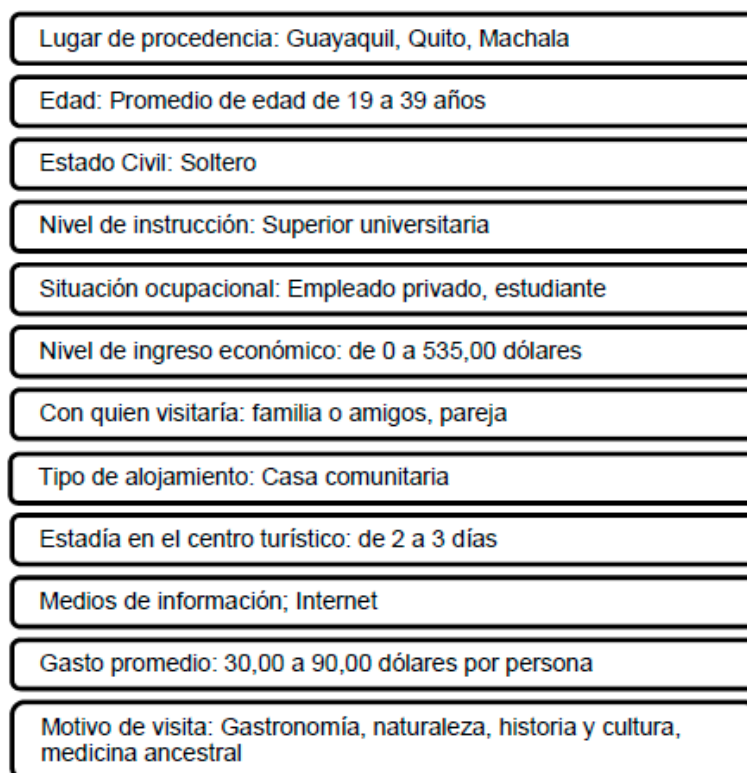 Lugar de procedencia: Guayaquil, Quito, Machala
Edad: Promedio de edad de 19 a 39 años
Estado Civil: Soltero
Nivel de instrucción: Superior universitaria
Situación ocupacional: Empleado privado, estudiante
Nivel de ingreso económico: de 0 a 535,00 dólares
Con quien visitaría: familia o amigos, pareja
Tipo de alojamiento: Casa comunitaria
Estadía en el centro turístico: de 2 a 3 días
Medios de información; Internet
Gasto promedio: 30,00 a 90,00 dólares por persona
Motivo de visita: Gastronomía, naturaleza, historia y cultura,
medicina ancestral